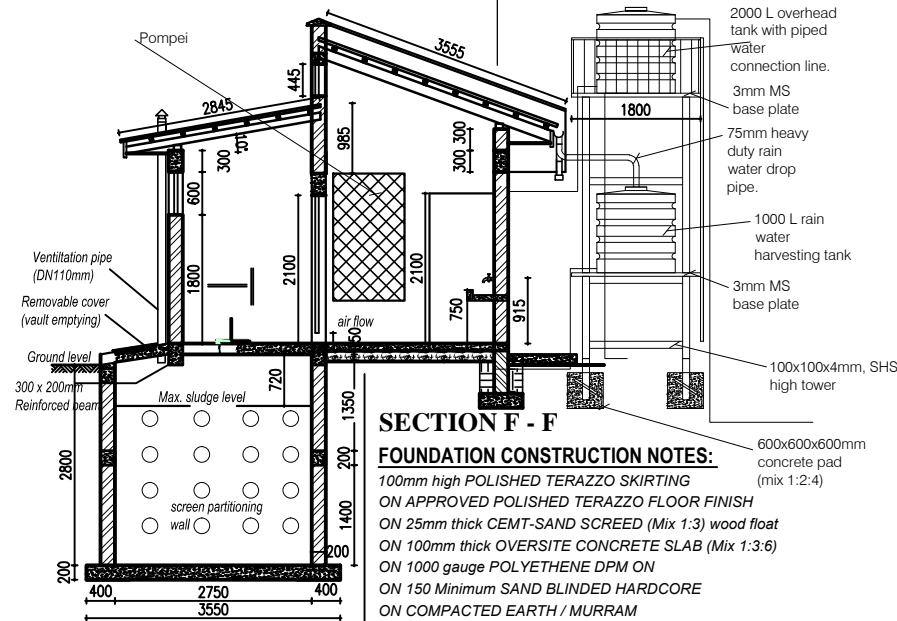 2000 L overhead
tank with piped
water
connection line.
Pompei
3555
445
2845
3mm MS
base plate
1800
985
300
300
300
75mm heavy
duty rain
water drop
pipe.
600
1000 L rain
water
harvesting tank
Ventiltation pipe
(DN110mm)
1800
2100
2100
3mm MS
base plate
Removable cover
(vault emptying)
750
915
air flow
Ground level
300 x 200mm
Reinforced beam
720
Max. sludge level
100x100x4mm, SHS
high tower
1350
SECTION F - F
600x600x600mm
concrete pad
(mix 1:2:4)
2800
200
FOUNDATION CONSTRUCTION NOTES:
100mm high POLISHED TERAZZO SKIRTING
ON APPROVED POLISHED TERAZZO FLOOR FINISH
screen partitioning
wall
1400
ON 25mm thick CEMT-SAND SCREED (Mix 1:3) wood float
ON 100mm thick OVERSITE CONCRETE SLAB (Mix 1:3:6)
200
200
ON 1000 gauge POLYETHENE DPM ON
400
2750
400
ON 150 Minimum SAND BLINDED HARDCORE
3550
ON COMPACTED EARTH / MURRAM